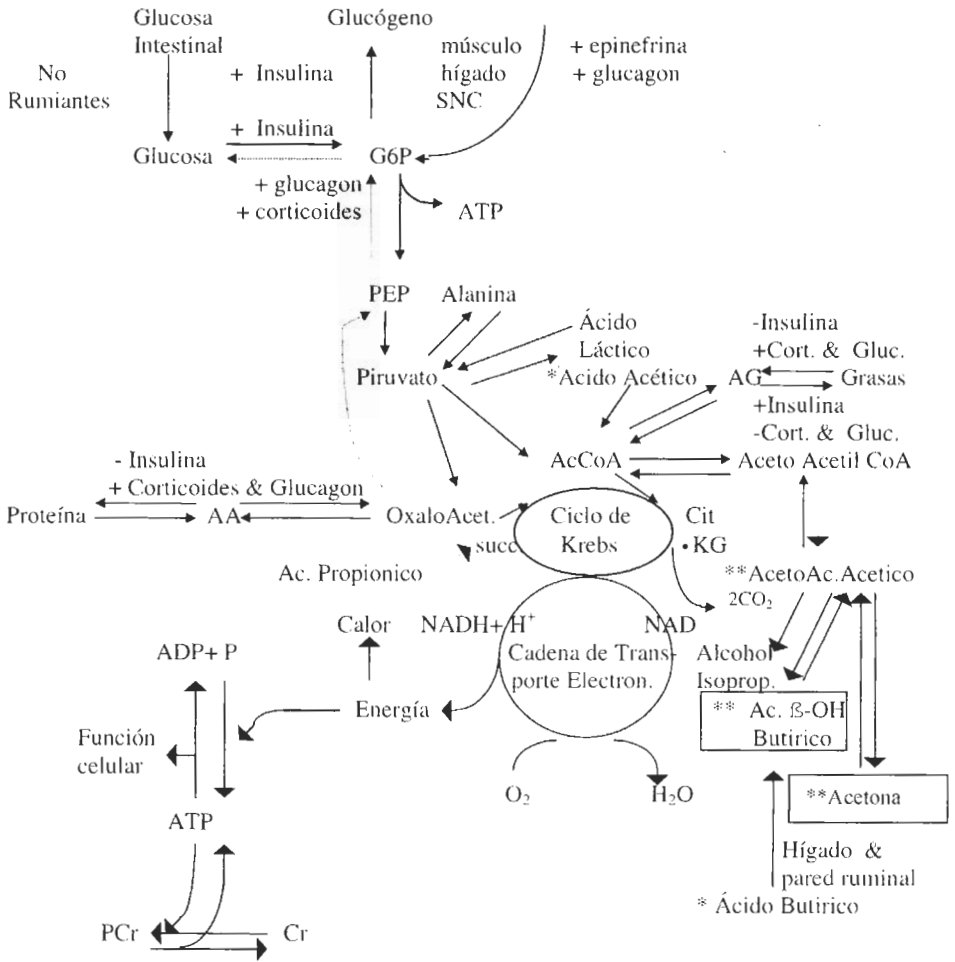 Glucosa
Intestinal
Glucógeno
músculo
hígado
SNC
+ epinefrina
+ glucagon
No
Rumiantes
+ Insulina
+ Insulina
Glucosa
G6P
+ glucagon
+ corticoides
ATP
PEP
Alanina
Ácido
Láctico
*Acido Acético
-Insulina
+Cort. & Gluc.
Piruvato
AG
Grasas
+Insulina
-Cort. & Gluc.
AcCoA
Aceto Acetil CoA
- Insulina
+ Corticoides & Glucagon
Proteína
AA
OxaloAcet.
Ciclo de
Krebs
Cit
•KG
succ
Ac. Propionico
**AcetoAc.Acetico
2CO₂
Calor
NADH+ H⁺
NAD
Cadena de Trans-
porte Electron.
Alcohol
Isoprop.
ADP+ P
Energía
** Ac. ß-OH
Butirico
Función
celular
O₂
H₂O
**Acetona
ATP
Hígado &
pared ruminal
* Ácido Butirico
PCr
Cr